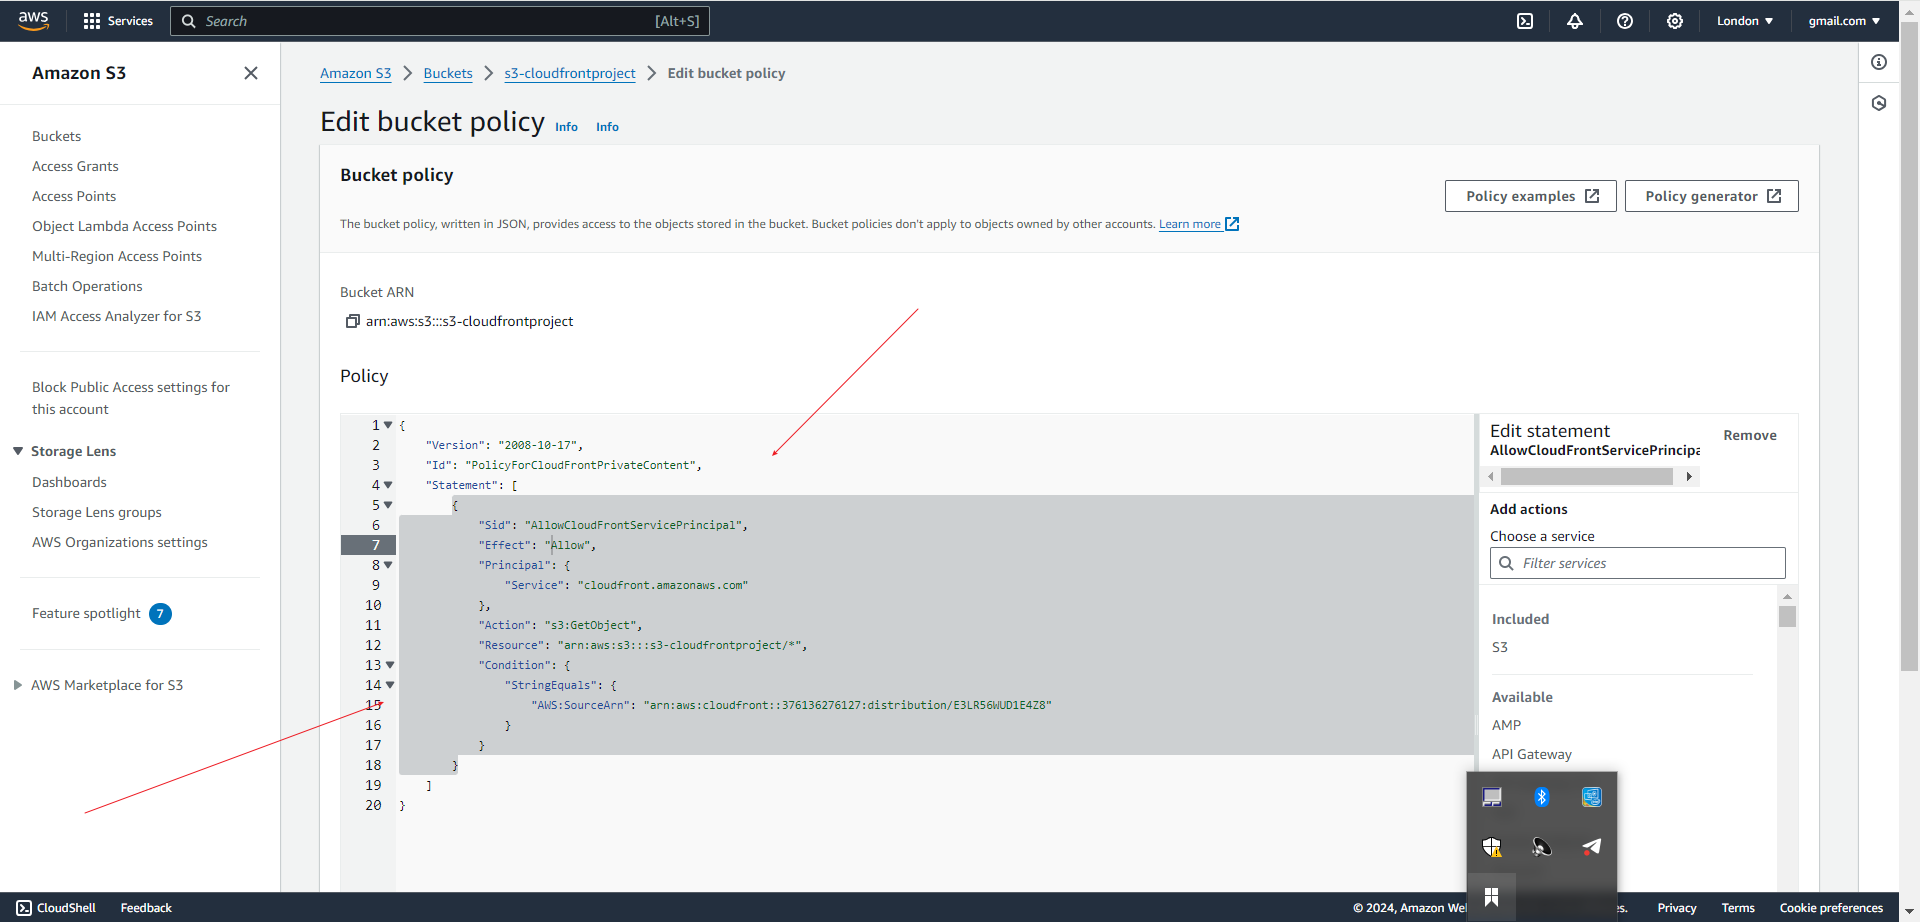 aws
Services
Search
[Alt+S]
London
gmail.com
Amazon S3
Buckets
Access Grants
Access Points
Object Lambda Access Points
Multi-Region Access Points
Batch Operations
IAM Access Analyzer for S3
Block Public Access settings for
this account
Storage Lens
Dashboards
Storage Lens groups
AWS Organizations settings
Feature spotlight 7
AWS Marketplace for S3
Amazon S3 > Buckets > s3-cloudfrontproject > Edit bucket policy
Edit bucket policy Info Info
Bucket policy
Policy examples
Policy generator
The bucket policy, written in JSON, provides access to the objects stored in the bucket. Bucket policies don't apply to objects owned by other accounts. Learn more
Bucket ARN
arn:aws:s3:::s3-cloudfrontproject
Policy
1 {
2 "Version": "2008-10-17",
3 "Id": "PolicyForCloudFrontPrivateContent",
4 "Statement": [
5 {
6 "Sid": "AllowCloudFrontServicePrincipal",
7 "Effect": "Allow",
8 "Principal": {
9 "Service": "cloudfront.amazonaws.com"
10 },
11 "Action": "s3:GetObject",
12 "Resource": "arn:aws:s3:::s3-cloudfrontproject/*",
13 "Condition": {
14 "StringEquals": {
15 "AWS:SourceArn": "arn:aws:cloudfront::376136276127:distribution/E3LR56WUD1E4Z8"
16 }
17 }
18 }
19 ]
20 }
Edit statement
AllowCloudFrontServicePrincipa
Remove
Add actions
Choose a service
Filter services
Included
S3
Available
AMP
API Gateway
CloudShell
Feedback
© 2024, Amazon We
s.
Privacy
Terms
Cookie preferences